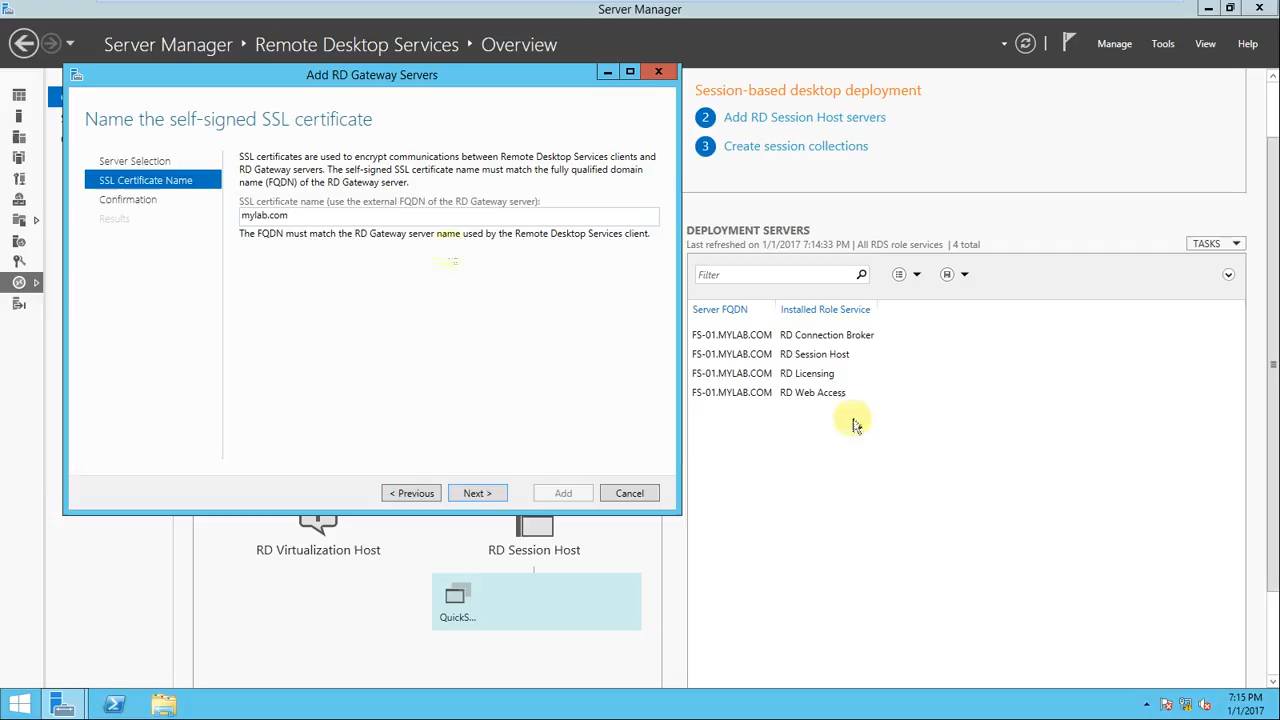 Server Manager
Server Manager
Remote Desktop Services
Overview
Manage
Tools
View
Help
Add RD Gateway Servers
Name the self-signed SSL certificate
Server Selection
SSL Certificate Name
Confirmation
Results
SSL certificates are used to encrypt communications between Remote Desktop Services clients and
RD Gateway servers. The self-signed SSL certificate name must match the fully qualified domain
name (FQDN) of the RD Gateway server.
SSL certificate name (use the external FQDN of the RD Gateway server):
mylab.com
The FQDN must match the RD Gateway server name used by the Remote Desktop Services client.
< Previous
Next >
Add
Cancel
Session-based desktop deployment
2 Add RD Session Host servers
3 Create session collections
DEPLOYMENT SERVERS
Last refreshed on 1/1/2017 7:14:33 PM | All RDS role services | 4 total
TASKS
Filter
Server FQDN Installed Role Service
FS-01.MYLAB.COM RD Connection Broker
FS-01.MYLAB.COM RD Session Host
FS-01.MYLAB.COM RD Licensing
FS-01.MYLAB.COM RD Web Access
RD Virtualization Host
RD Session Host
QuickS...
7:15 PM
1/1/2017